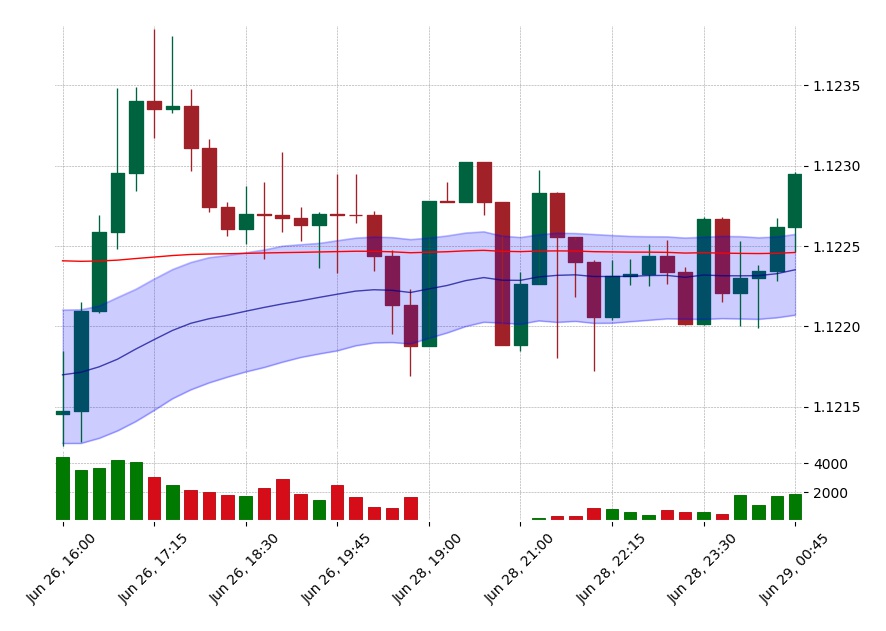 1.1235
1.1230
1.1225
1.1220
1.1215
4000
2000
Jun 26, 16:00
Jun 26, 17:15
Jun 26, 18:30
Jun 26, 19:45
Jun 28, 19:00
Jun 28, 21:00
Jun 28, 22:15
Jun 28, 23:30
Jun 29, 00:45